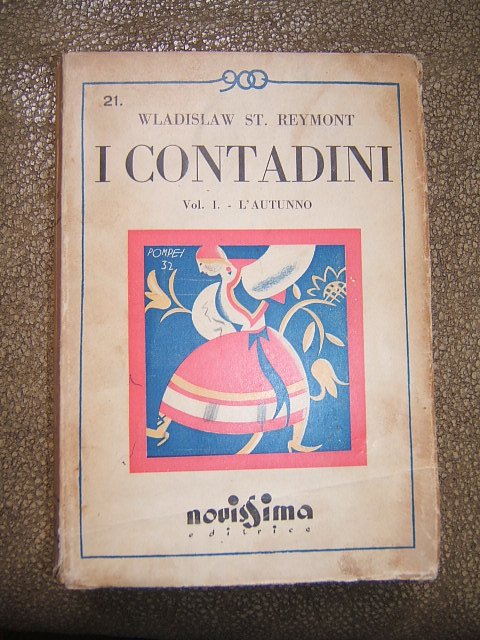 900
21.
WLADISLAW ST. REYMONT
I CONTADINI
Vol. I. - L'AUTUNNO
POMPEI
32
novissima
editrice